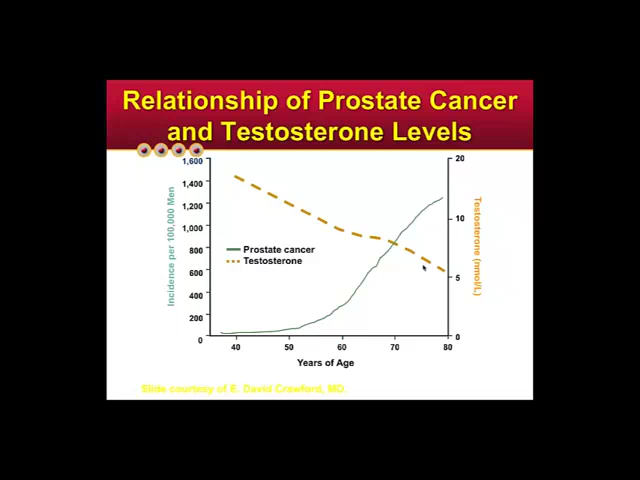 Relationship of Prostate Cancer
and Testosterone Levels
1,600
1,400
1,200
1,000
800
600
400
200
0
Incidence per 100,000 Men
Prostate cancer
Testosterone
20
10
5
0
Testosterone (nmol/L)
40 50 60 70 80
Years of Age
Slide courtesy of E. David Crawford, MD.